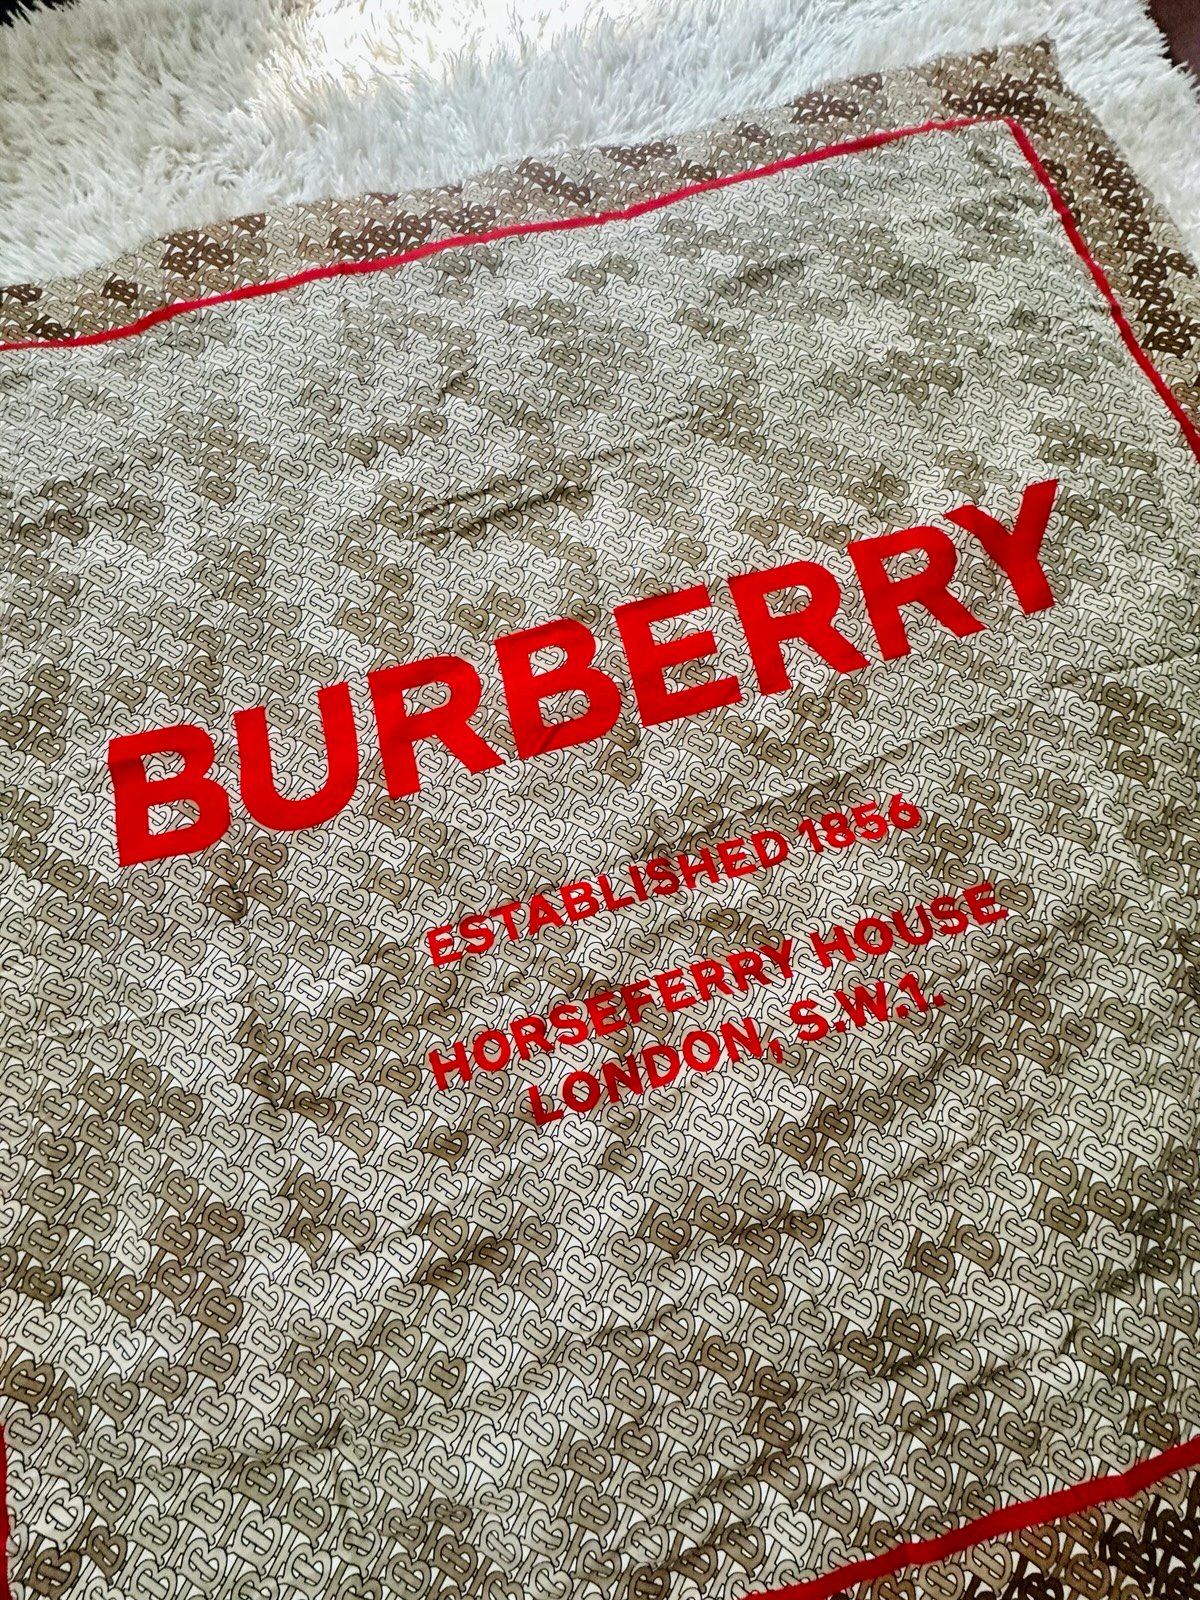 BURBERRY
ESTABLISHED 1856
HORSEFERRY HOUSE
LONDON, S.W.1.